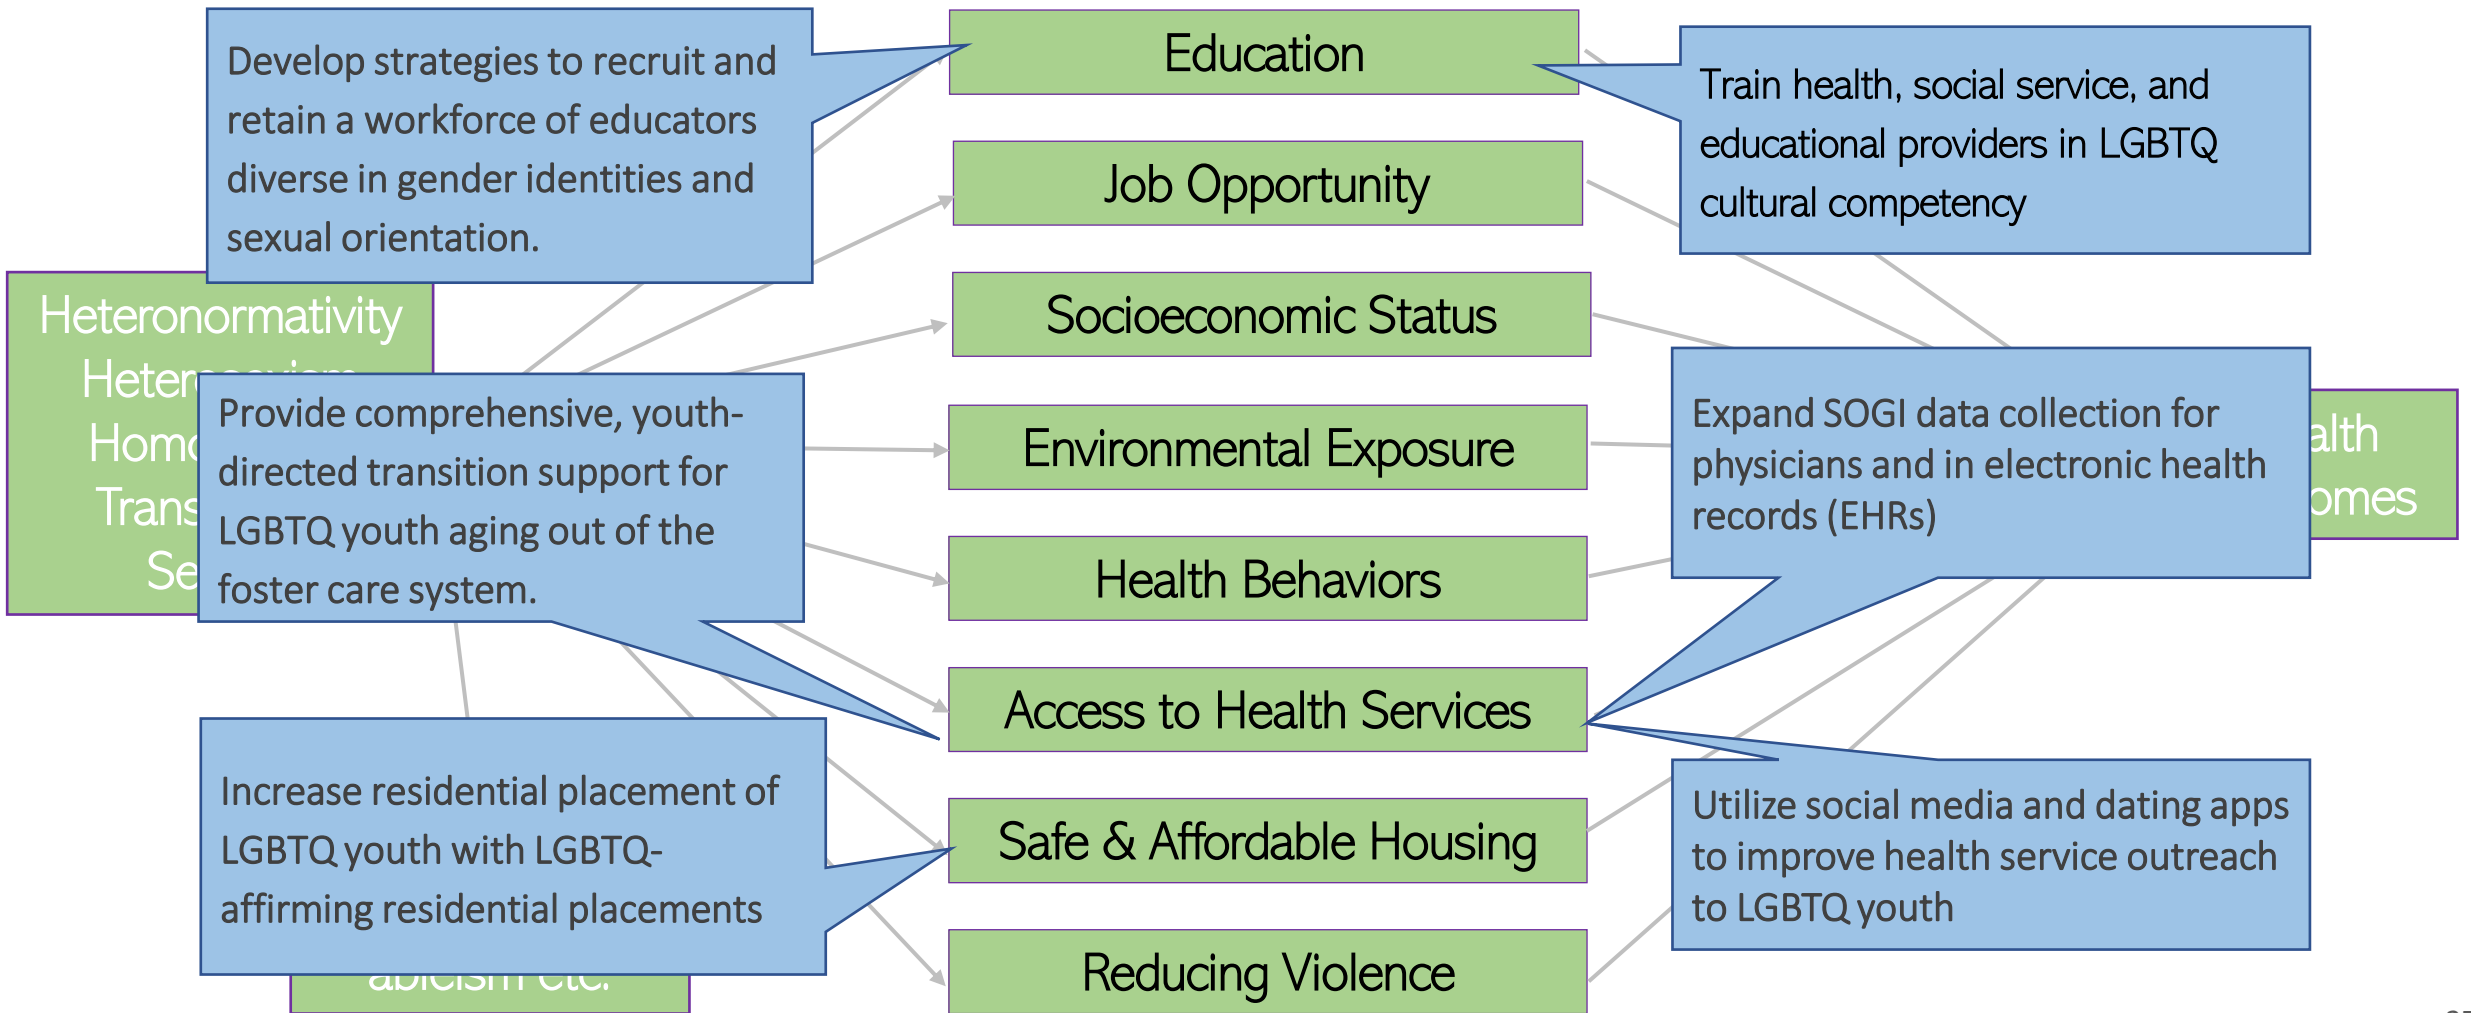 Develop strategies to recruit and
retain a workforce of educators
diverse in gender identities and
sexual orientation.
Education
Train health, social service, and
educational providers in LGBTQ
cultural competency
Job Opportunity
Socioeconomic Status
Heteronormativity
Provide comprehensive, youth-
directed transition support for
LGBTQ youth aging out of the
foster care system.
Environmental Exposure
Expand SOGI data collection for
physicians and in electronic health
records (EHRs)
Health Behaviors
Access to Health Services
Increase residential placement of
LGBTQ youth with LGBTQ-
affirming residential placements
Safe & Affordable Housing
Utilize social media and dating apps
to improve health service outreach
to LGBTQ youth
Reducing Violence
etc.